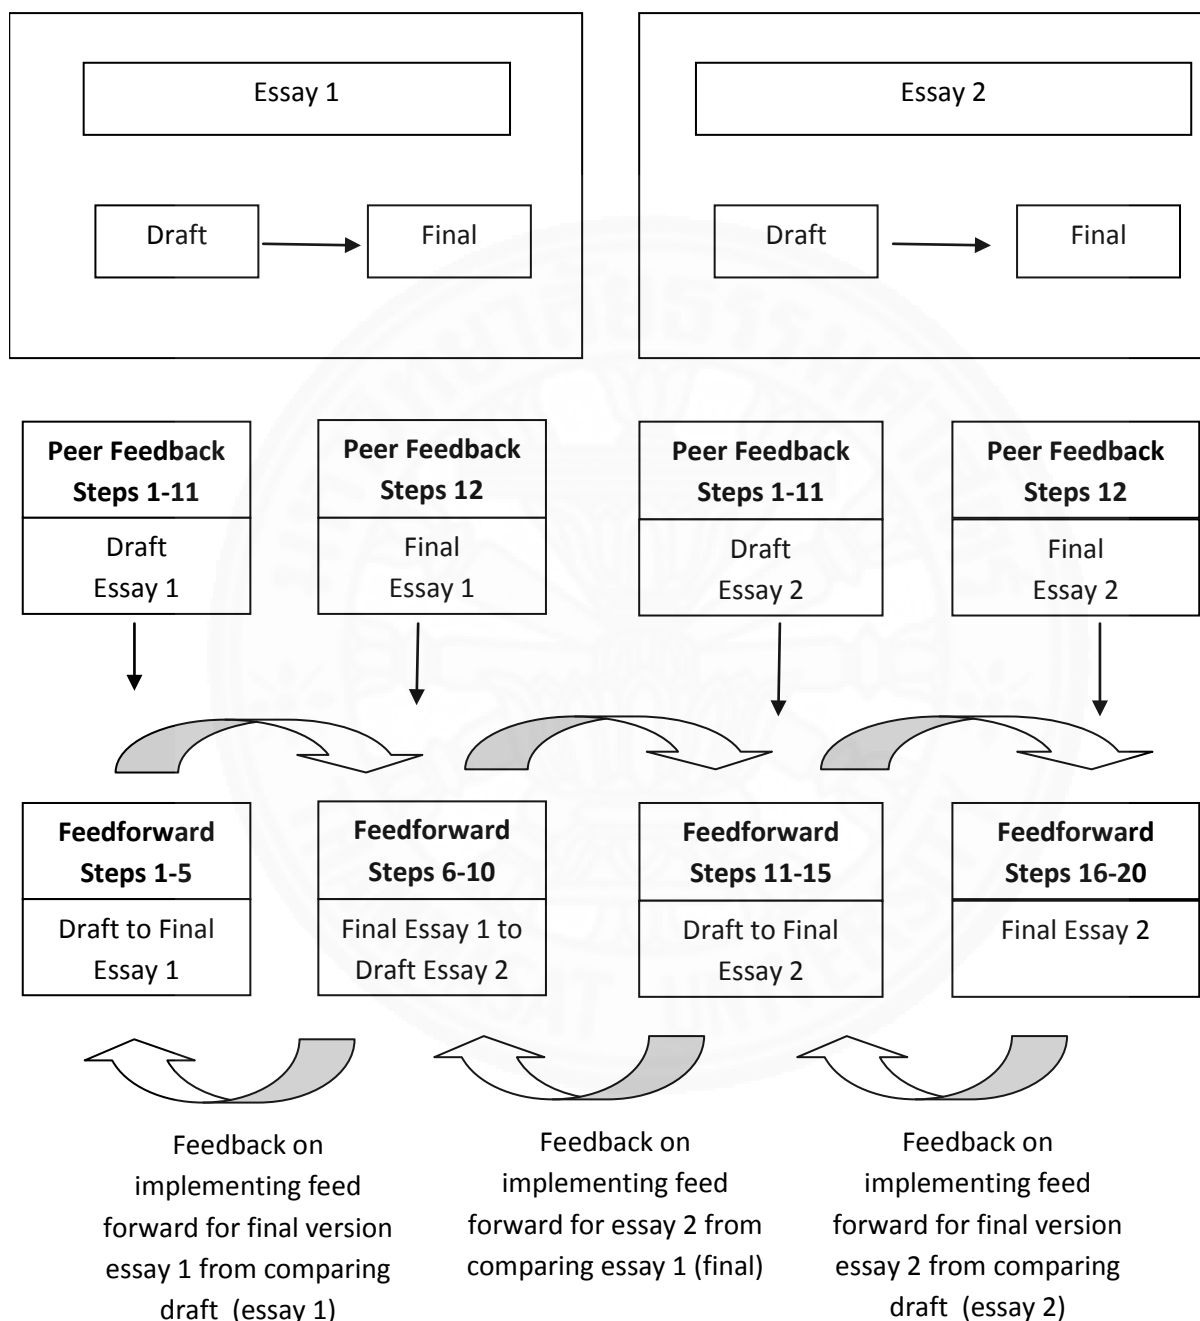 Essay 1
Essay 2
Draft
Final
Draft
Final
Peer Feedback
Steps 1-11
Draft
Essay 1
Peer Feedback
Steps 12
Final
Essay 1
Peer Feedback
Steps 1-11
Draft
Essay 2
Peer Feedback
Steps 12
Final
Essay 2
Feedforward
Steps 1-5
Draft to Final
Essay 1
Feedforward
Steps 6-10
Final Essay 1 to
Draft Essay 2
Feedforward
Steps 11-15
Draft to Final
Essay 2
Feedforward
Steps 16-20
Final Essay 2
Feedback on
implementing feed
forward for final version
essay 1 from comparing
draft  (essay 1)
Feedback on
implementing feed
forward for essay 2 from
comparing essay 1 (final)
Feedback on
implementing feed
forward for final version
essay 2 from comparing
draft  (essay 2)